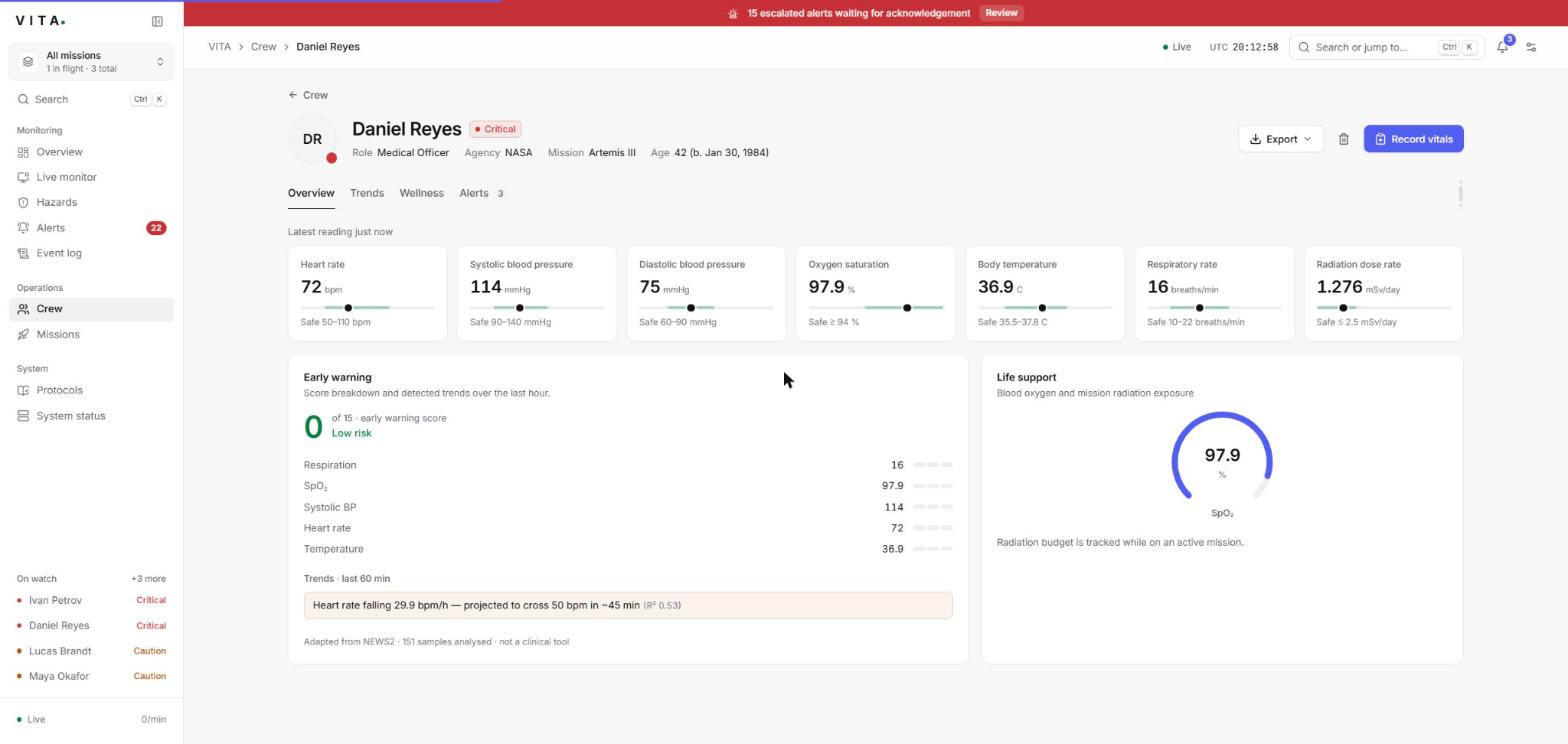 VITA.
15 escalated alerts waiting for acknowledgement Review
All missions
1 in flight · 3 total
Search Ctrl K
Monitoring
Overview
Live monitor
Hazards
Alerts 22
Event log
Operations
Crew
Missions
System
Protocols
System status
On watch +3 more
Ivan Petrov Critical
Daniel Reyes Critical
Lucas Brandt Caution
Maya Okafor Caution
Live 0/min
VITA > Crew > Daniel Reyes
Live UTC 20:12:58 Search or jump to... Ctrl K 3
← Crew
DR
Daniel Reyes Critical
Role Medical Officer Agency NASA Mission Artemis III Age 42 (b. Jan 30, 1984)
Export Record vitals
Overview Trends Wellness Alerts 3
Latest reading just now
Heart rate
72 bpm
Safe 50–110 bpm
Systolic blood pressure
114 mmHg
Safe 90–140 mmHg
Diastolic blood pressure
75 mmHg
Safe 60–90 mmHg
Oxygen saturation
97.9 %
Safe ≥ 94 %
Body temperature
36.9 C
Safe 35.5–37.8 C
Respiratory rate
16 breaths/min
Safe 10–22 breaths/min
Radiation dose rate
1.276 mSv/day
Safe ≤ 2.5 mSv/day
Early warning
Score breakdown and detected trends over the last hour.
0 of 15 · early warning score
Low risk
Respiration 16
SpO₂ 97.9
Systolic BP 114
Heart rate 72
Temperature 36.9
Trends · last 60 min
Heart rate falling 29.9 bpm/h — projected to cross 50 bpm in ~45 min (R² 0.53)
Adapted from NEWS2 · 151 samples analysed · not a clinical tool
Life support
Blood oxygen and mission radiation exposure
97.9
%
SpO₂
Radiation budget is tracked while on an active mission.